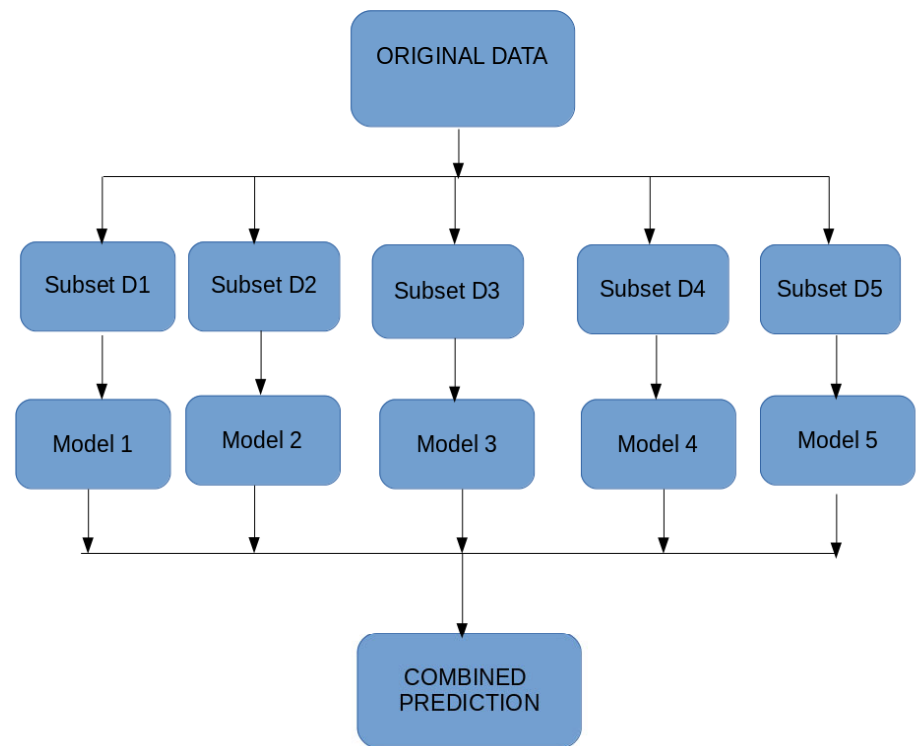 ORIGINAL DATA
Subset D1
Subset D2
Subset D3
Subset D4
Subset D5
Model 1
Model 2
Model 3
Model 4
Model 5
COMBINED
PREDICTION